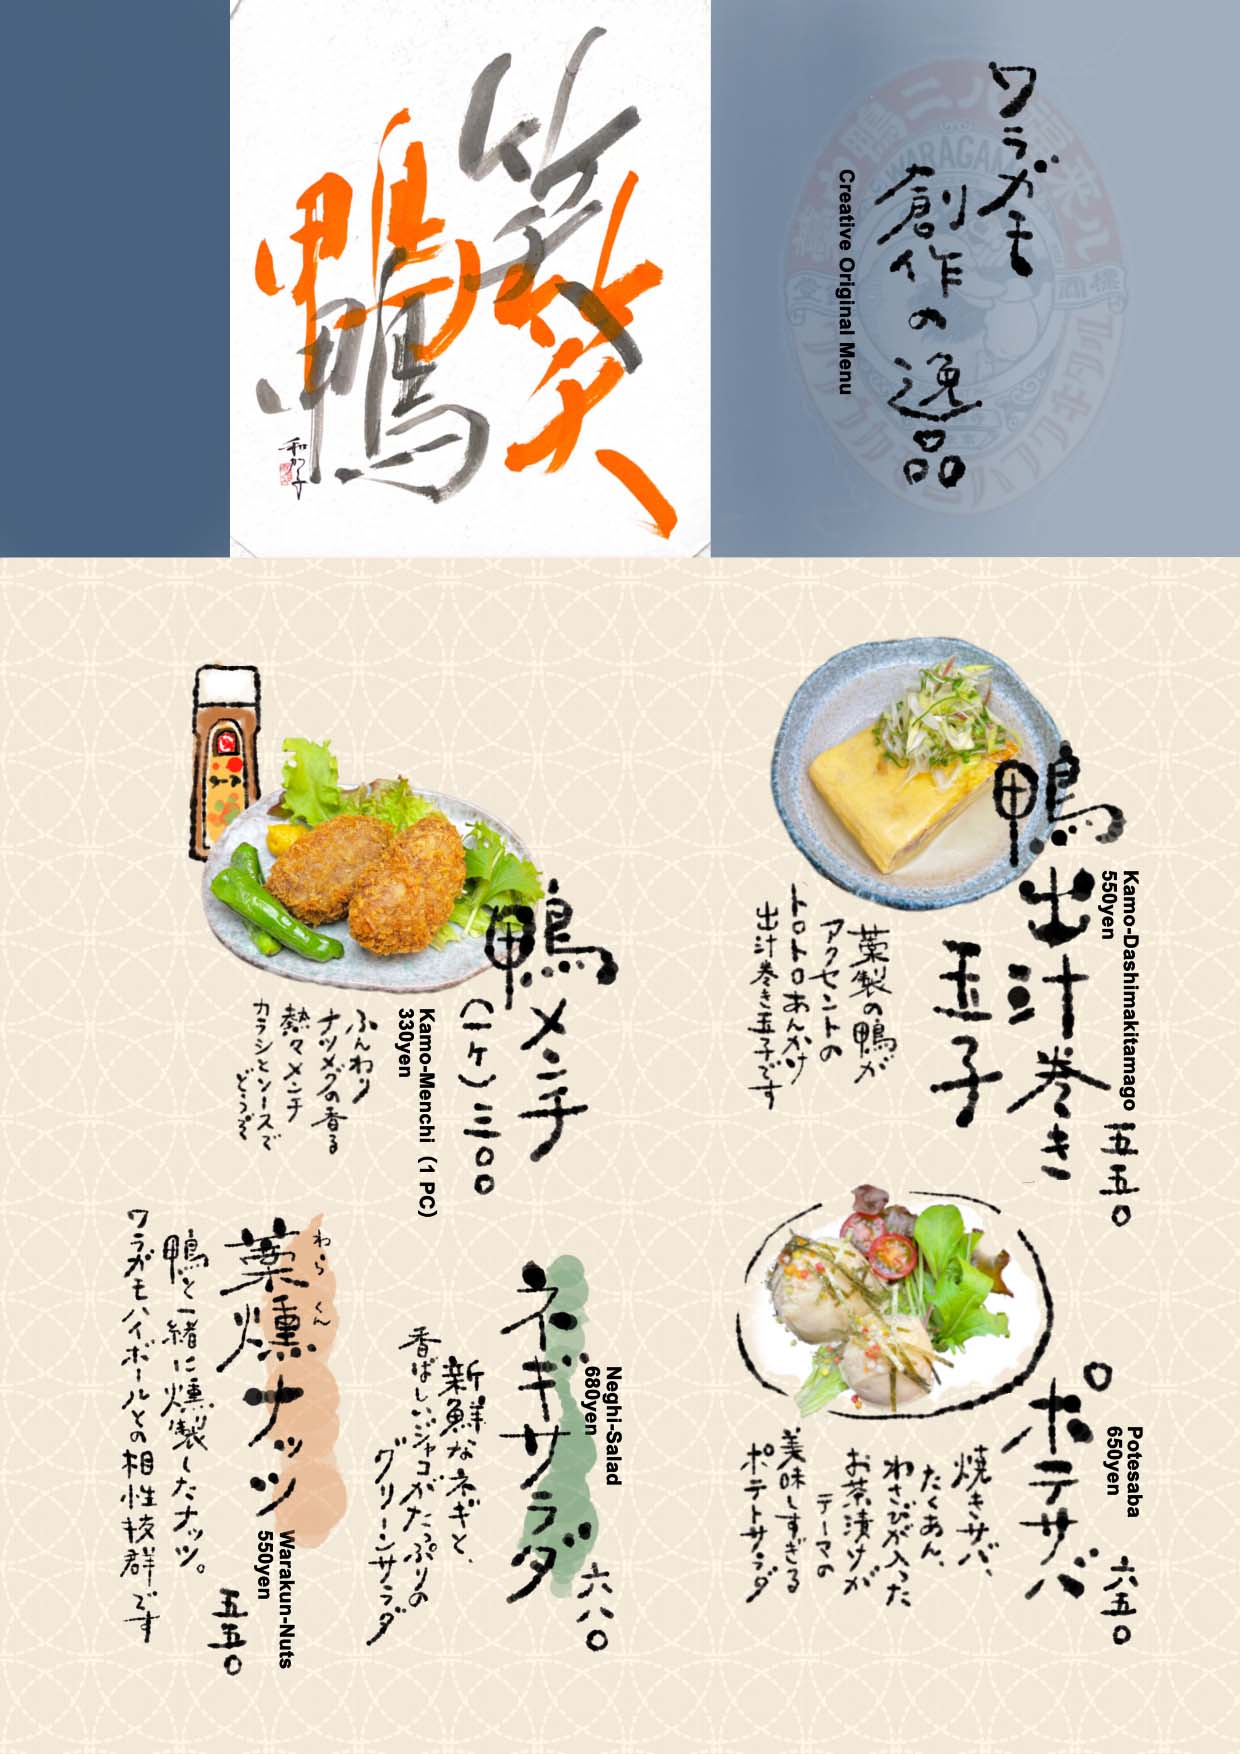 ワラガモ
創作の逸品
Creative Original Menu
笑鴨
笑鴨
和か子
鴨出汁巻き
玉子
五五〇
Kamo-Dashimakitamago
550yen
藁製の鴨が
アクセントの
トロトロあんかけ
出汁巻き玉子です
鴨メンチ
(一ケ)三〇〇
Kamo-Menchi (1 PC)
330yen
ふんわり
ナツメグの香る
熱々メンチ
カラシとソースで
どうぞ
ポテサバ
六五〇
Potesaba
650yen
焼きサバ、
たくあん、
わさびが入った
お茶漬けが
テーマの
美味しすぎる
ポテトサラダ
ネギサラダ
六八〇
Neghi-Salad
680yen
新鮮なネギと、
香ばしいジャコがたっぷりの
グリーンサラダ
わらくん
藁燻ナッツ
Warakun-Nuts
550yen
五五〇
鴨と一緒に燻製したナッツ。
ワラガモハイボールとの相性抜群です